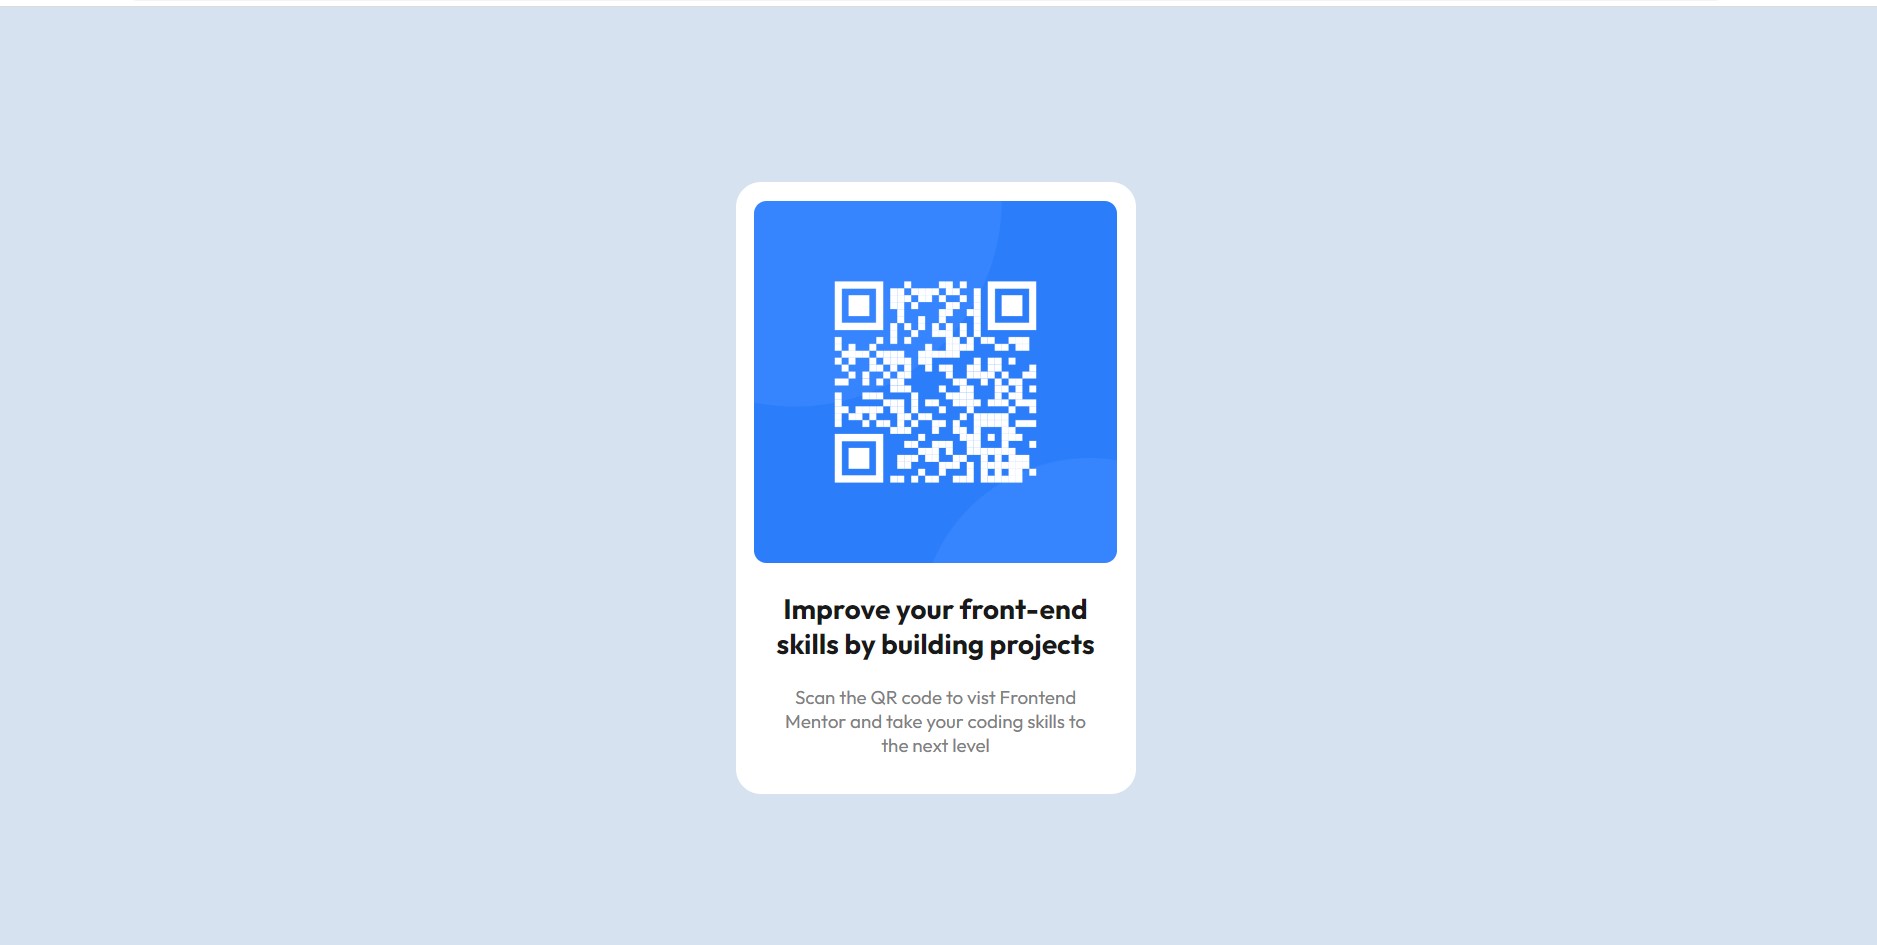 Improve your front-end
skills by building projects
Scan the QR code to vist Frontend
Mentor and take your coding skills to
the next level